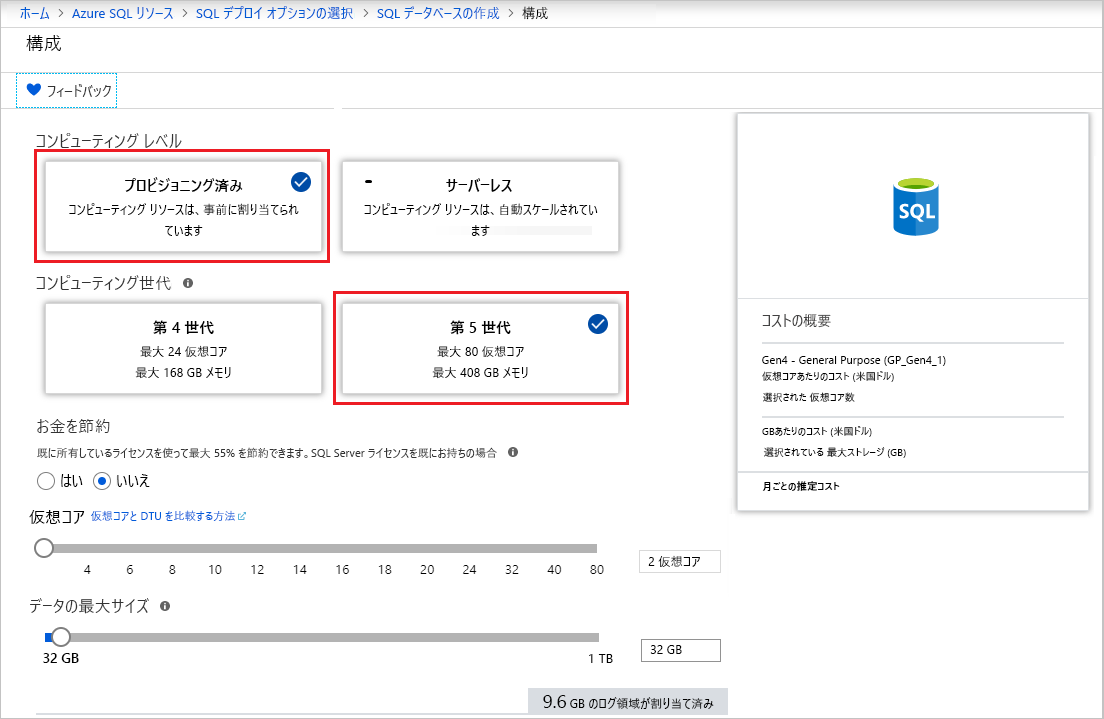 ホーム > Azure SQL リソース > SQL デプロイ オプションの選択 > SQL データベースの作成 > 構成
構成
フィードバック
コンピューティング レベル
プロビジョニング済み
コンピューティング リソースは、事前に割り当てられ
ています
サーバーレス
コンピューティング リソースは、自動スケールされてい
ます
コンピューティング世代
第 4 世代
最大 24 仮想コア
最大 168 GB メモリ
第 5 世代
最大 80 仮想コア
最大 408 GB メモリ
お金を節約
既に所有しているライセンスを使って最大 55% を節約できます。SQL Server ライセンスを既にお持ちの場合
はい いいえ
仮想コア 仮想コアと DTU を比較する方法
4 6 8 10 12 14 16 18 20 24 32 40 80
2 仮想コア
データの最大サイズ
32 GB 1 TB
32 GB
9.6 GB のログ領域が割り当て済み
SQL
コストの概要
Gen4 - General Purpose (GP_Gen4_1)
仮想コアあたりのコスト (米国ドル)
選択された 仮想コア数
GBあたりのコスト (米国ドル)
選択されている 最大ストレージ (GB)
月ごとの推定コスト